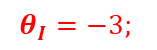 θ_I = −3;